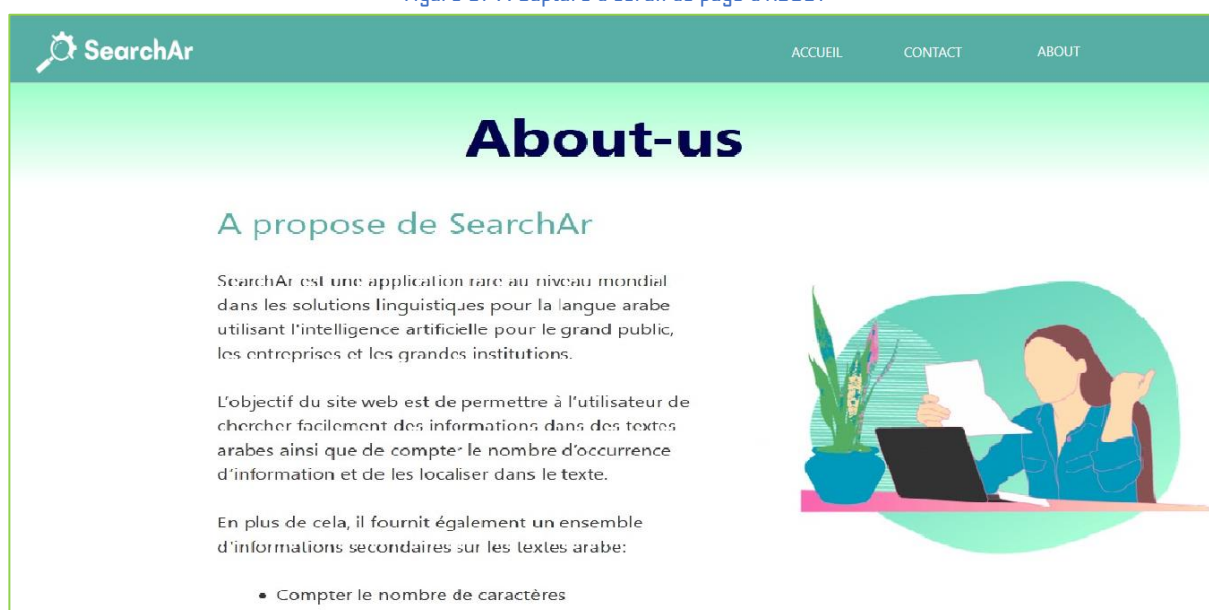 SearchAr
ACCUEIL CONTACT ABOUT
About-us
A propose de SearchAr
SearchAr est une application rare au niveau mondial
dans les solutions linguistiques pour la langue arabe
utilisant l'intelligence artificielle pour le grand public,
les entreprises et les grandes institutions.
L'objectif du site web est de permettre à l'utilisateur de
chercher facilement des informations dans des textes
arabes ainsi que de compter le nombre d'occurrence
d'information et de les localiser dans le texte.
En plus de cela, il fournit également un ensemble
d'informations secondaires sur les textes arabe:
• Compter le nombre de caractères